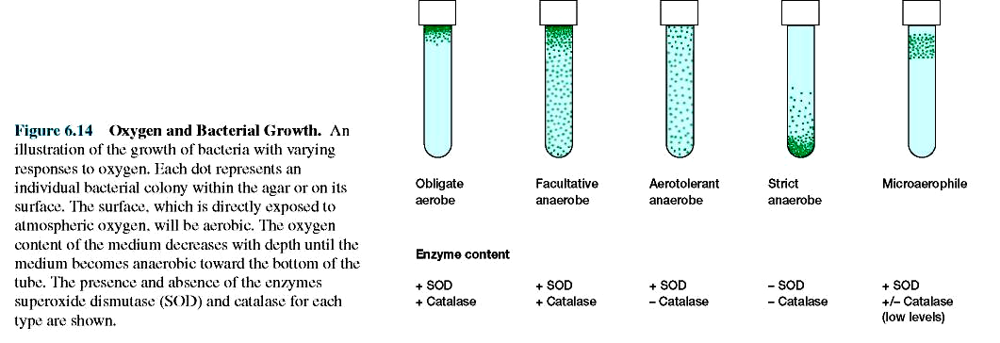 Figure 6.14 Oxygen and Bacterial Growth. An
illustration of the growth of bacteria with varying
responses to oxygen. Each dot represents an
individual bacterial colony within the agar or on its
surface. The surface, which is directly exposed to
atmospheric oxygen, will be aerobic. The oxygen
content of the medium decreases with depth until the
medium becomes anaerobic toward the bottom of the
tube. The presence and absence of the enzymes
superoxide dismutase (SOD) and catalase for each
type are shown.
Obligate
aerobe
Facultative
anaerobe
Aerotolerant
anaerobe
Strict
anaerobe
Microaerophile
Enzyme content
+ SOD
+ Catalase
+ SOD
+ Catalase
+ SOD
– Catalase
– SOD
– Catalase
+ SOD
+/– Catalase
(low levels)